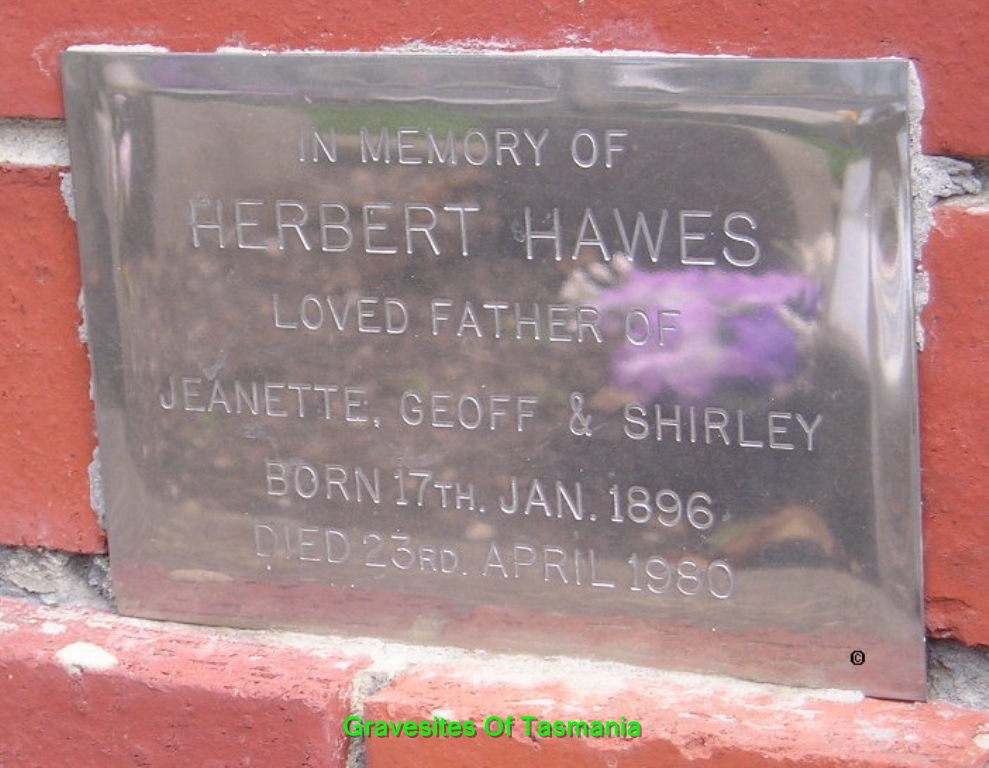 IN MEMORY OF
HERBERT HAWES
LOVED FATHER OF
JEANETTE, GEOFF & SHIRLEY
BORN 17TH. JAN. 1896
DIED 23RD. APRIL 1980
©
Gravesites Of Tasmania